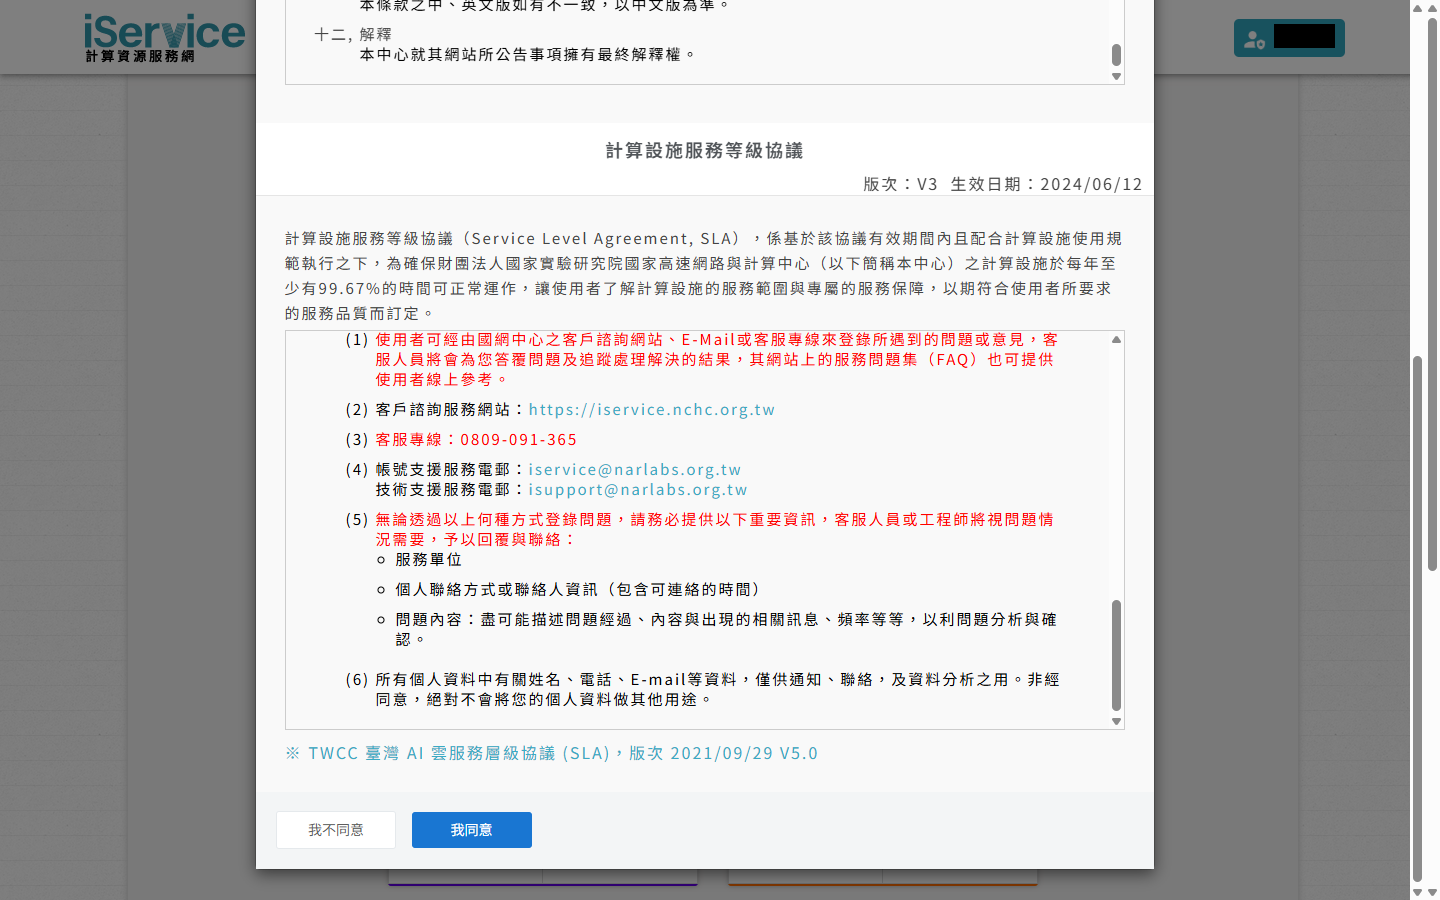 本條款之中、英文版如有不一致，以中文版為準。
十二, 解釋
本中心就其網站所公告事項擁有最終解釋權。
iService
計算資源服務網
計算設施服務等級協議
版次：V3 生效日期：2024/06/12
計算設施服務等級協議（Service Level Agreement, SLA），係基於該協議有效期間內且配合計算設施使用規
範執行之下，為確保財團法人國家實驗研究院國家高速網路與計算中心（以下簡稱本中心）之計算設施於每年至
少有99.67%的時間可正常運作，讓使用者了解計算設施的服務範圍與專屬的服務保障，以期符合使用者所要求
的服務品質而訂定。
(1) 使用者可經由國網中心之客戶諮詢網站、E-Mail或客服專線來登錄所遇到的問題或意見，客
服人員將會為您答覆問題及追蹤處理解決的結果，其網站上的服務問題集（FAQ）也可提供
使用者線上參考。
(2) 客戶諮詢服務網站：https://iservice.nchc.org.tw
(3) 客服專線：0809-091-365
(4) 帳號支援服務電郵：iservice@narlabs.org.tw
技術支援服務電郵：isupport@narlabs.org.tw
(5) 無論透過以上何種方式登錄問題，請務必提供以下重要資訊，客服人員或工程師將視問題情
況需要，予以回覆與聯絡：
服務單位
個人聯絡方式或聯絡人資訊（包含可連絡的時間）
問題內容：盡可能描述問題經過、內容與出現的相關訊息、頻率等等，以利問題分析與確
認。
(6) 所有個人資料中有關姓名、電話、E-mail等資料，僅供通知、聯絡，及資料分析之用。非經
同意，絕對不會將您的個人資料做其他用途。
※ TWCC 臺灣 AI 雲服務層級協議 (SLA)，版次 2021/09/29 V5.0
我不同意
我同意